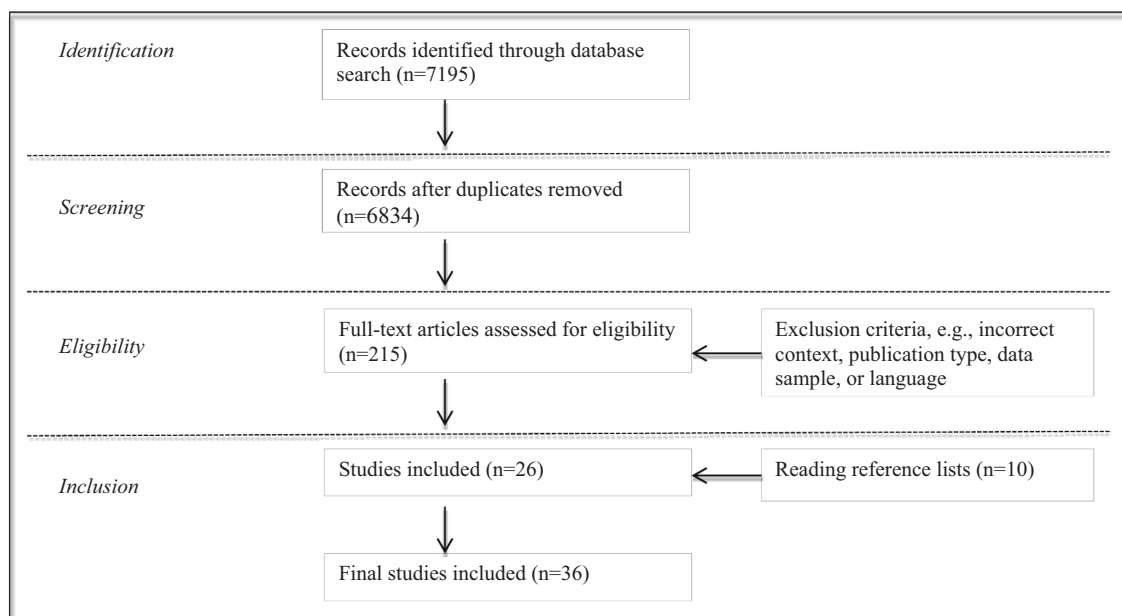 Identification
Records identified through database
search (n=7195)
Screening
Records after duplicates removed
(n=6834)
Eligibility
Full-text articles assessed for eligibility
(n=215)
Exclusion criteria, e.g., incorrect
context, publication type, data
sample, or language
Inclusion
Studies included (n=26)
Reading reference lists (n=10)
Final studies included (n=36)